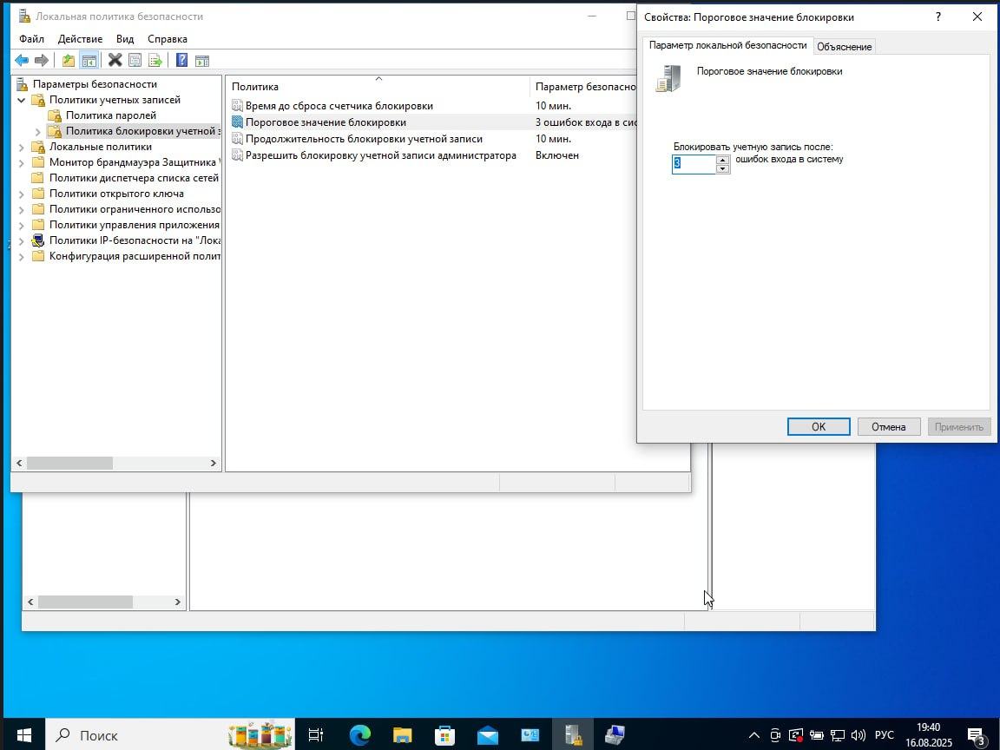 Локальная политика безопасности
Файл Действие Вид Справка
Параметры безопасности
Политики учетных записей
Политика паролей
Политика блокировки учетной з
Локальные политики
Монитор брандмауэра Защитника
Политики диспетчера списка сетей
Политики открытого ключа
Политики ограниченного использо
Политики управления приложения
Политики IP-безопасности на "Лока
Конфигурация расширенной полит
Политика Параметр безопасно
Время до сброса счетчика блокировки 10 мин.
Пороговое значение блокировки 3 ошибок входа в сис
Продолжительность блокировки учетной записи 10 мин.
Разрешить блокировку учетной записи администратора Включен
Свойства: Пороговое значение блокировки ?
Параметр локальной безопасности Объяснение
Пороговое значение блокировки
Блокировать учетную запись после:
3 ошибок входа в систему
ОК Отмена Применить
Поиск
РУС
19:40
16.08.2025
3